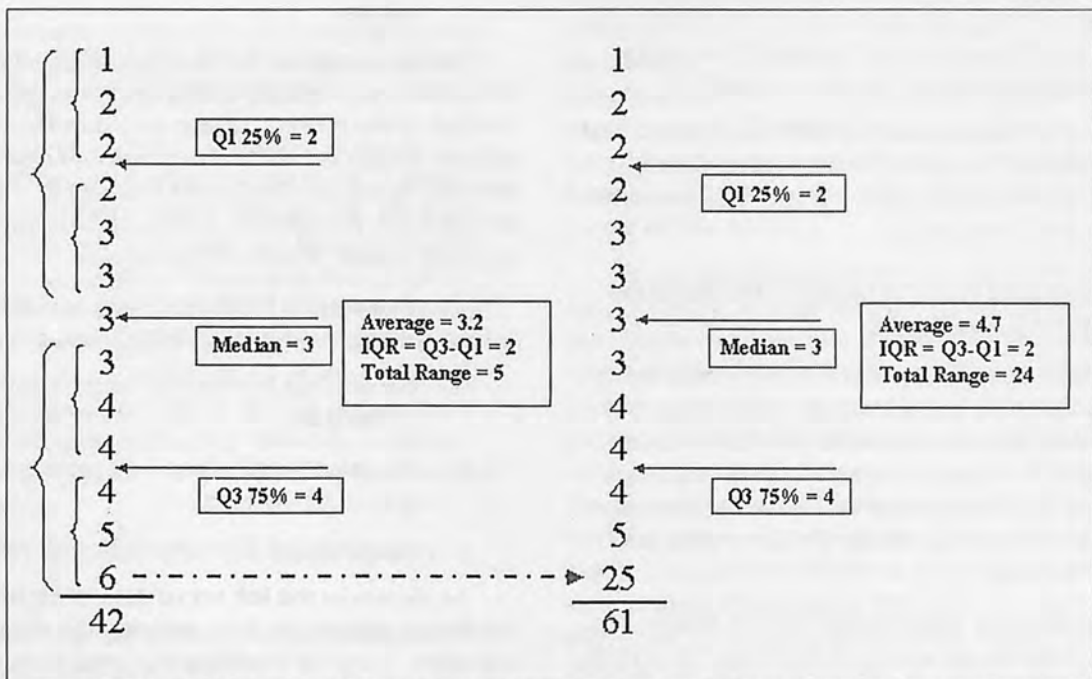 1
2
2
2
3
3
3
3
4
4
4
5
6
42
Q1 25% = 2
Median = 3
Q3 75% = 4
Average = 3.2
IQR = Q3-Q1 = 2
Total Range = 5
1
2
2
2
3
3
3
3
4
4
4
5
25
61
Q1 25% = 2
Median = 3
Q3 75% = 4
Average = 4.7
IQR = Q3-Q1 = 2
Total Range = 24